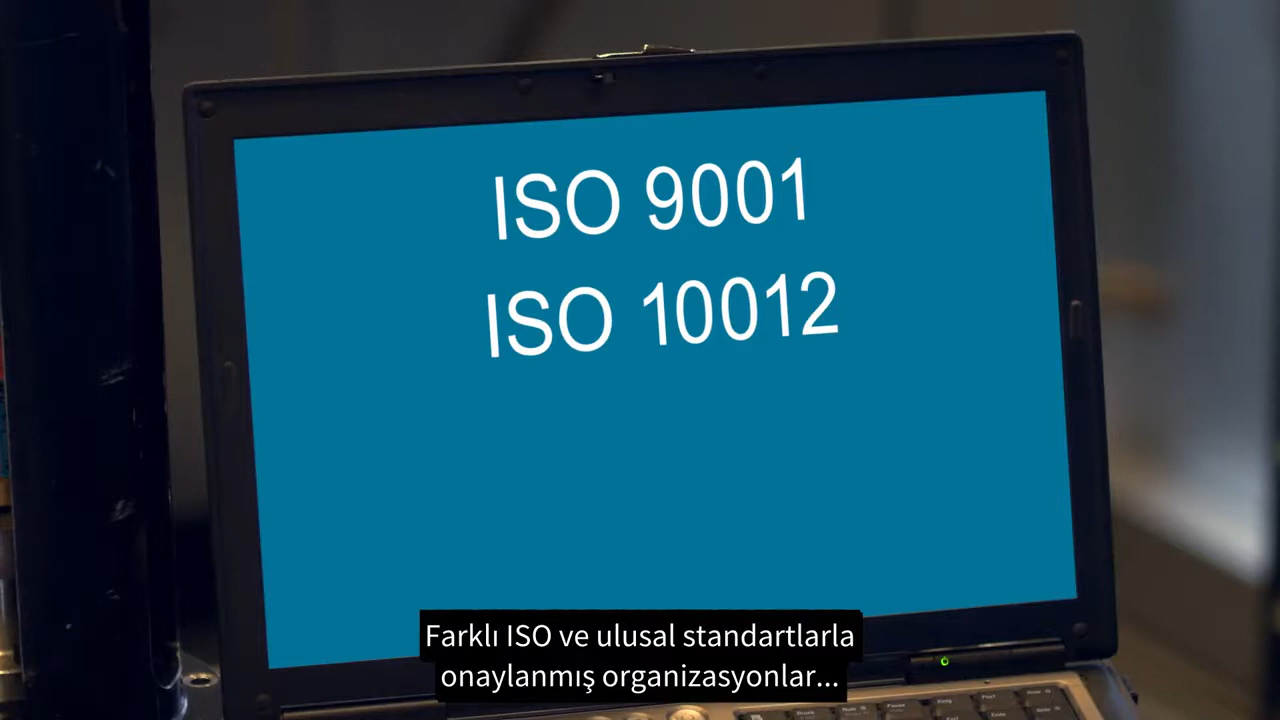 ISO 9001
ISO 10012
Farklı ISO ve ulusal standartlarla
onaylanmış organizasyonlar...